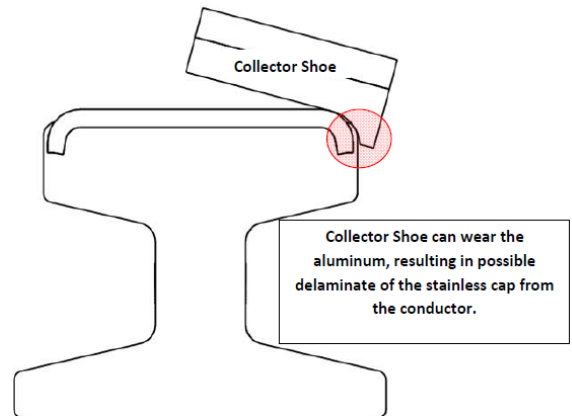 Collector Shoe
Collector Shoe can wear the
aluminum, resulting in possible
delaminate of the stainless cap from
the conductor.